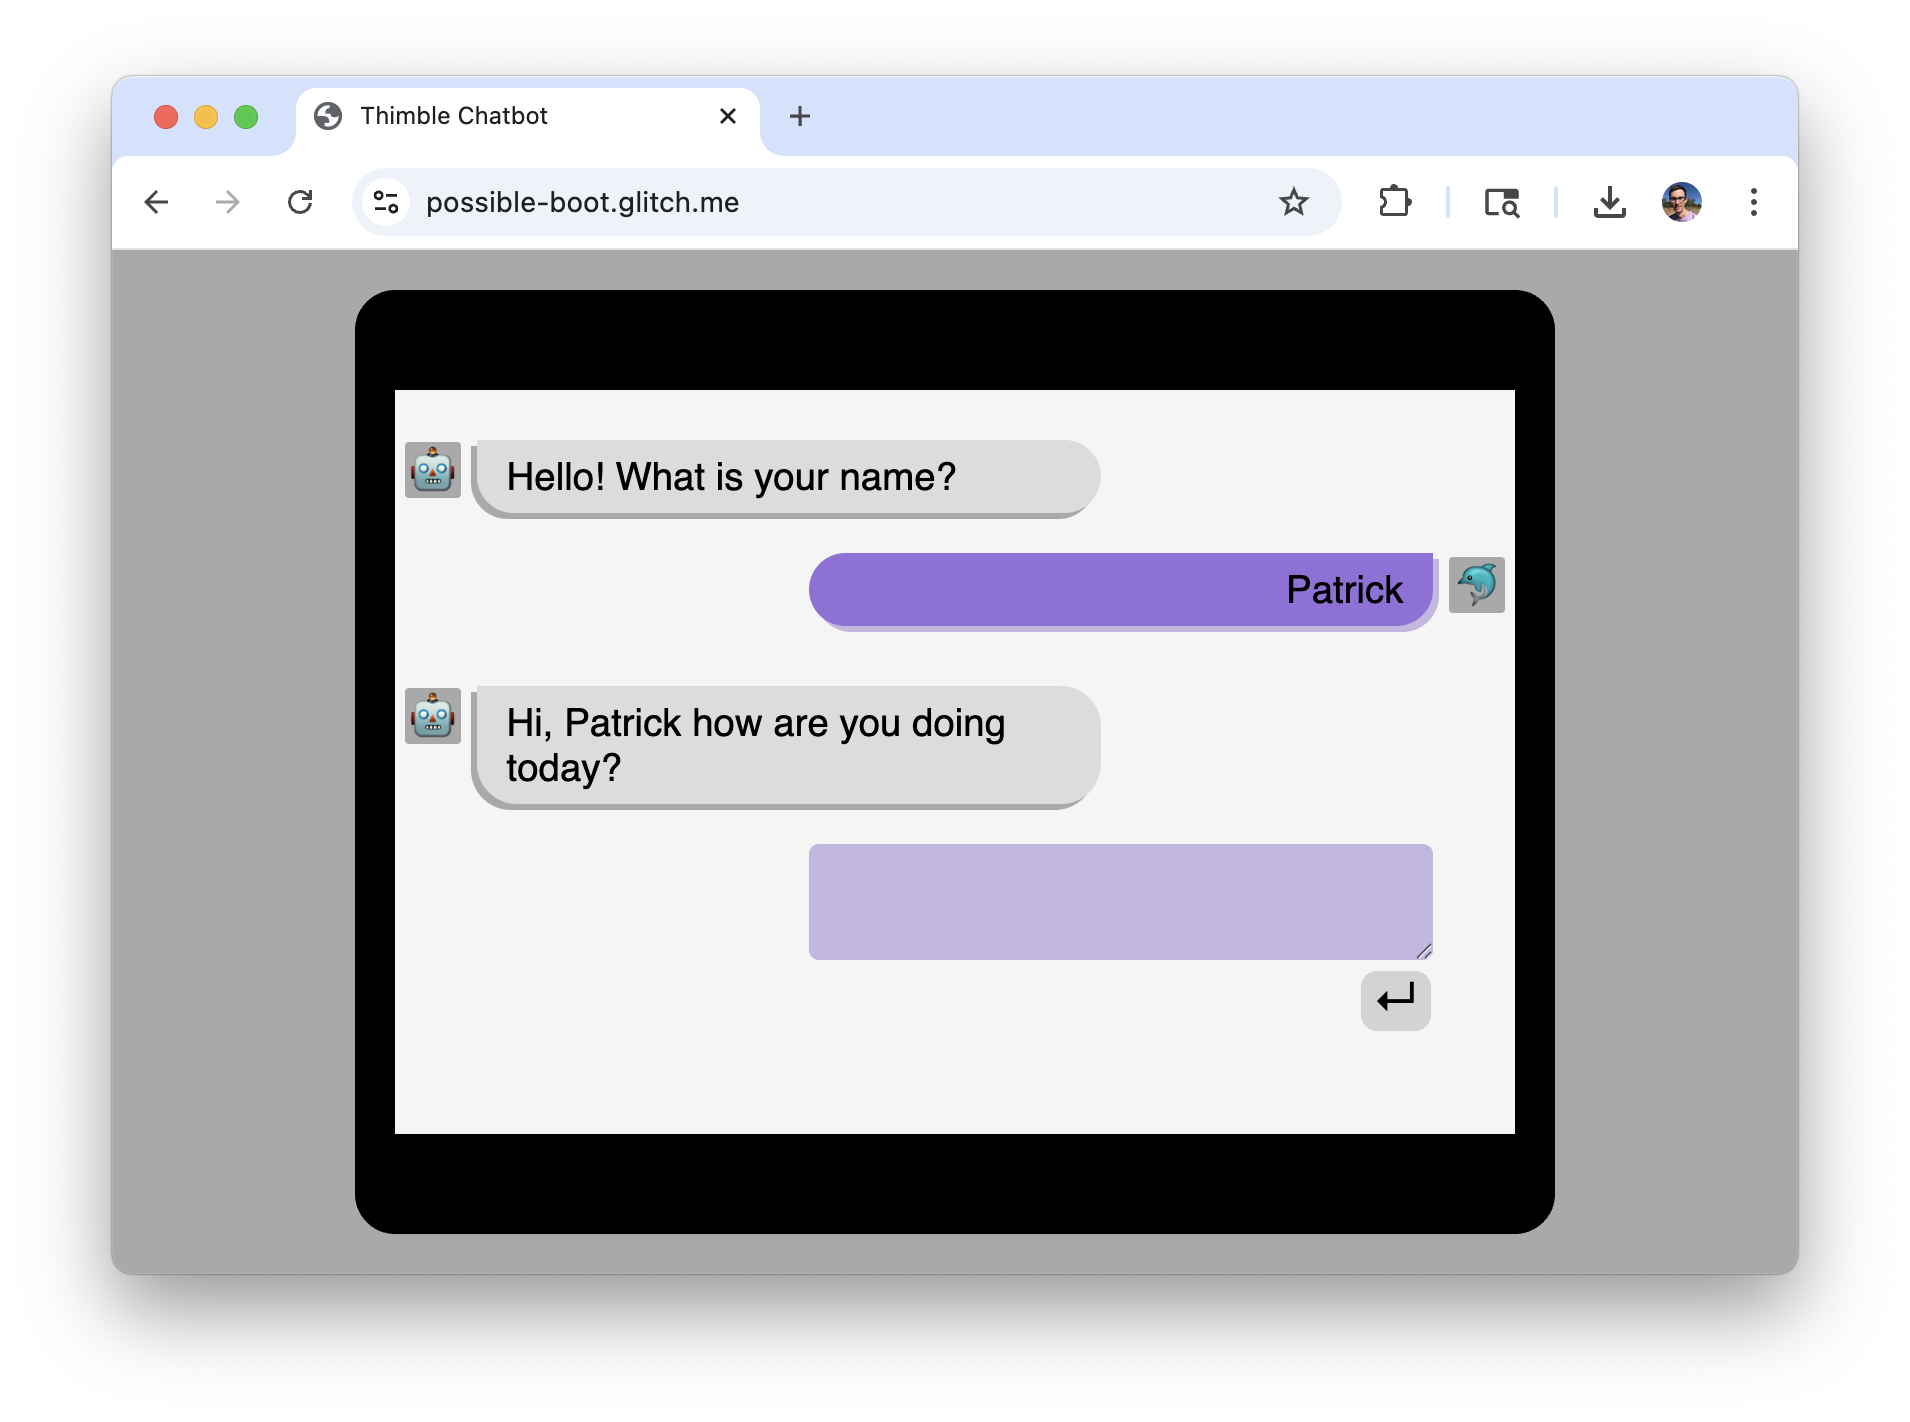 Thimble Chatbot
possible-boot.glitch.me
Hello! What is your name?
Patrick
Hi, Patrick how are you doing
today?